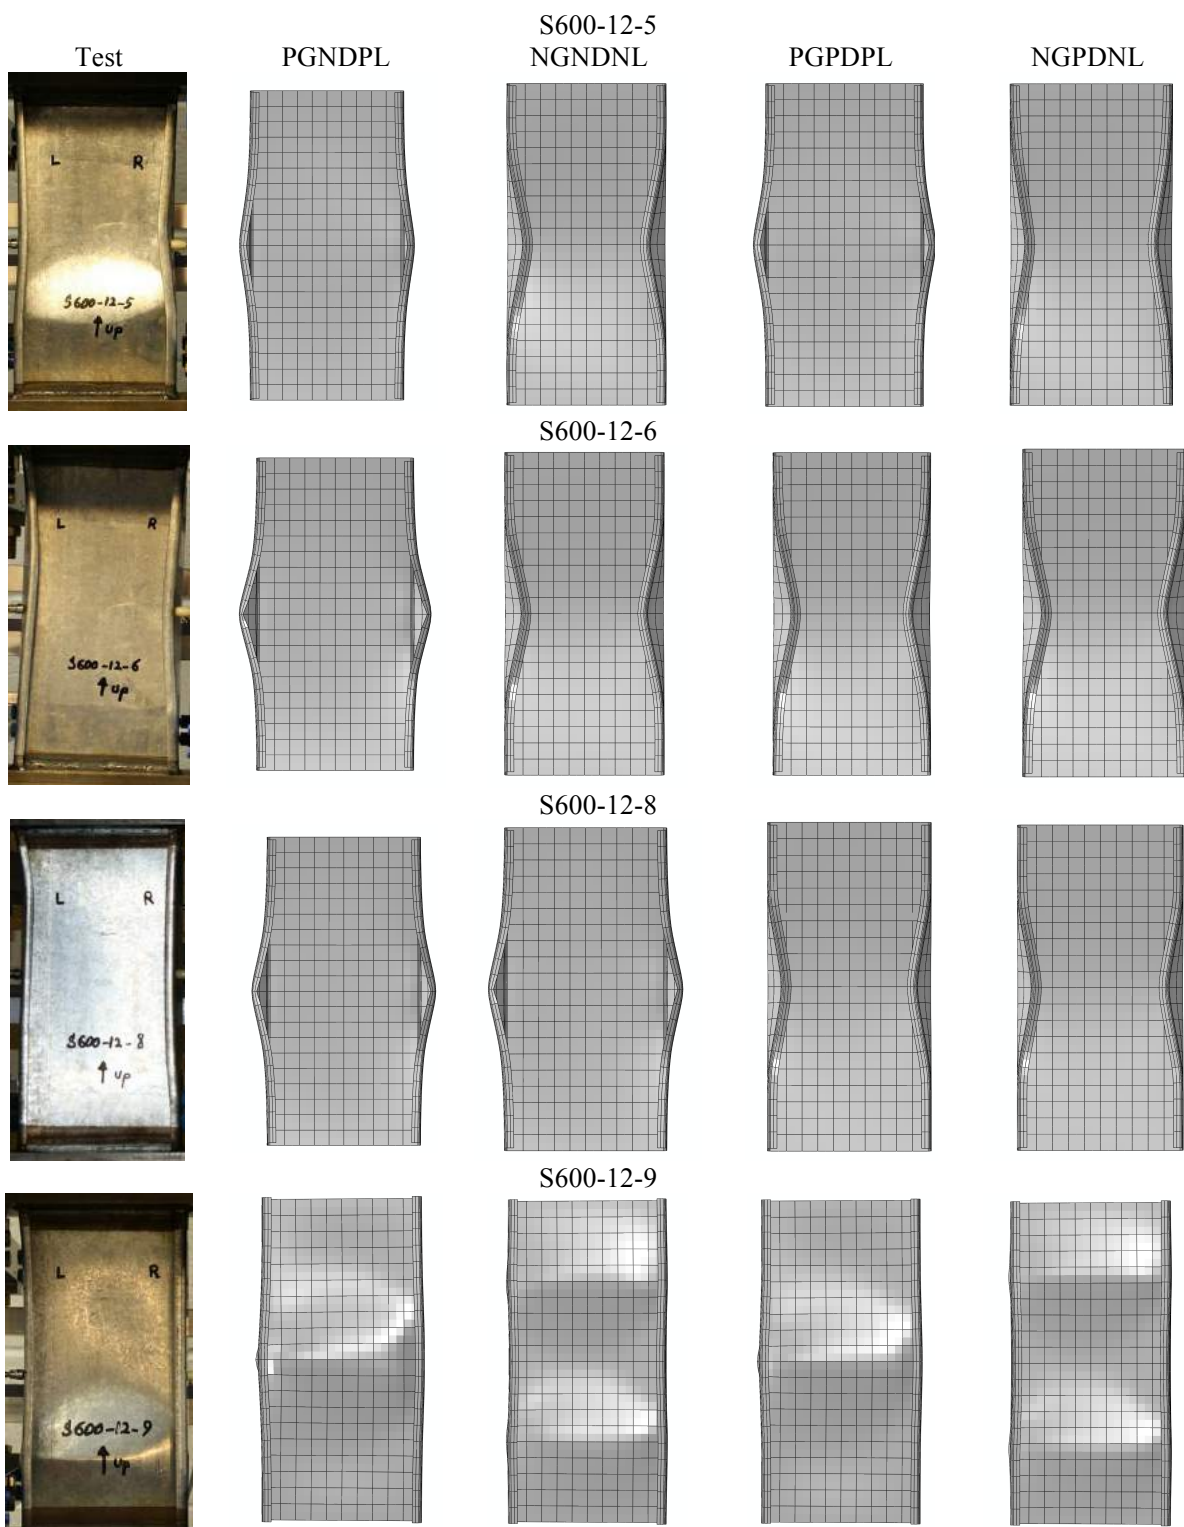 S600-12-5
Test PGNDPL NGNDNL PGPDPL NGPDNL
L R
S600-12-5
↑ up
S600-12-6
L R
S600-12-6
↑ up
S600-12-8
L R
S600-12-8
↑ up
S600-12-9
L R
S600-12-9
↑ up